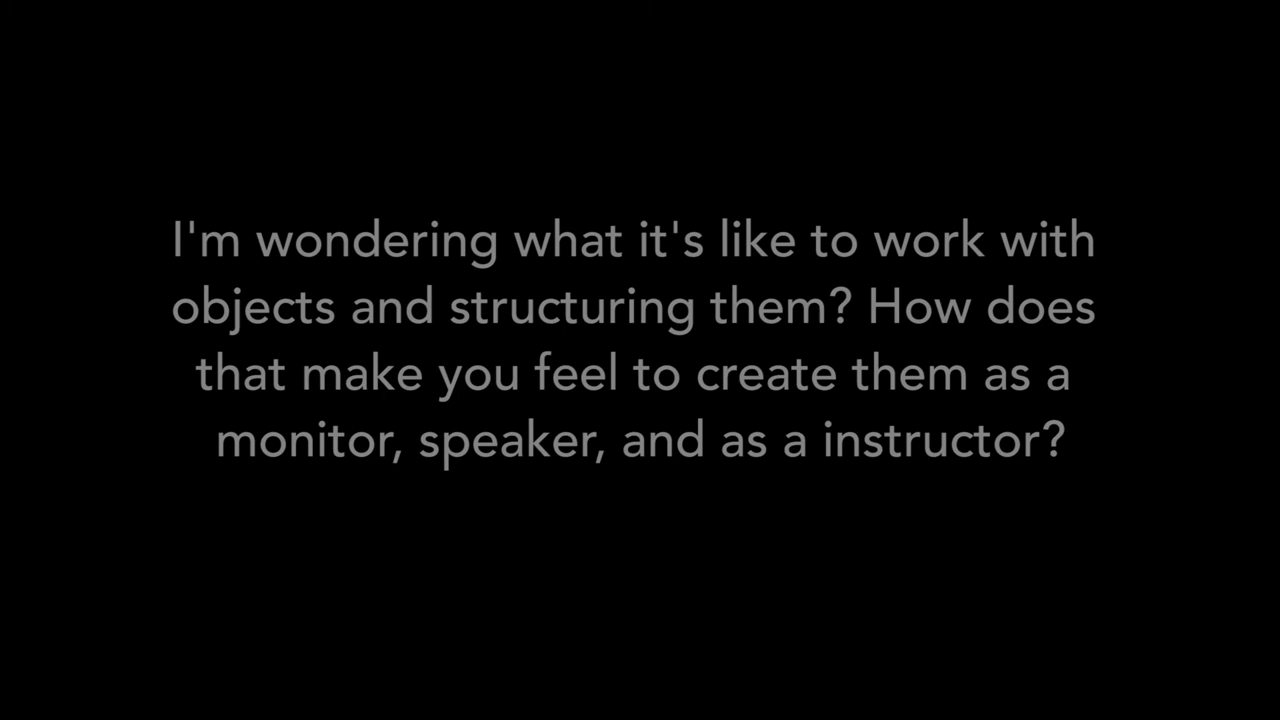 I'm wondering what it's like to work with
objects and structuring them? How does
that make you feel to create them as a
monitor, speaker, and as a instructor?